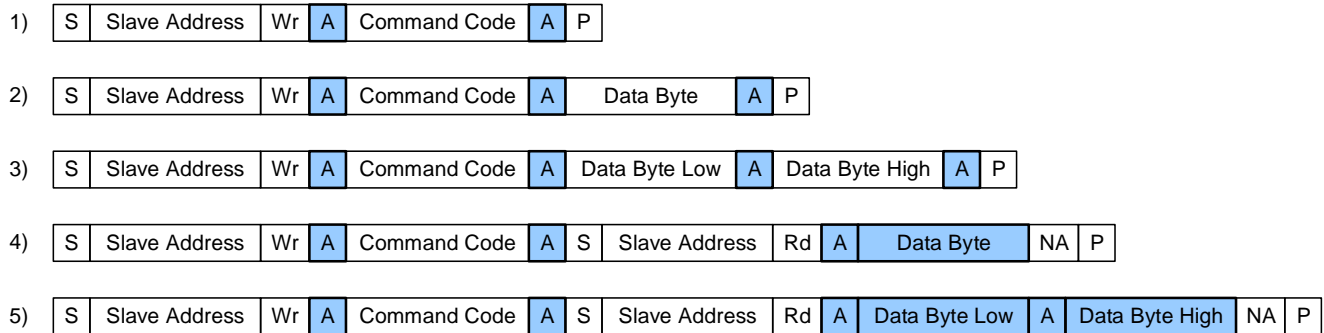 1) S Slave Address Wr A Command Code A P
2) S Slave Address Wr A Command Code A Data Byte A P
3) S Slave Address Wr A Command Code A Data Byte Low A Data Byte High A P
4) S Slave Address Wr A Command Code A S Slave Address Rd A Data Byte NA P
5) S Slave Address Wr A Command Code A S Slave Address Rd A Data Byte Low A Data Byte High NA P